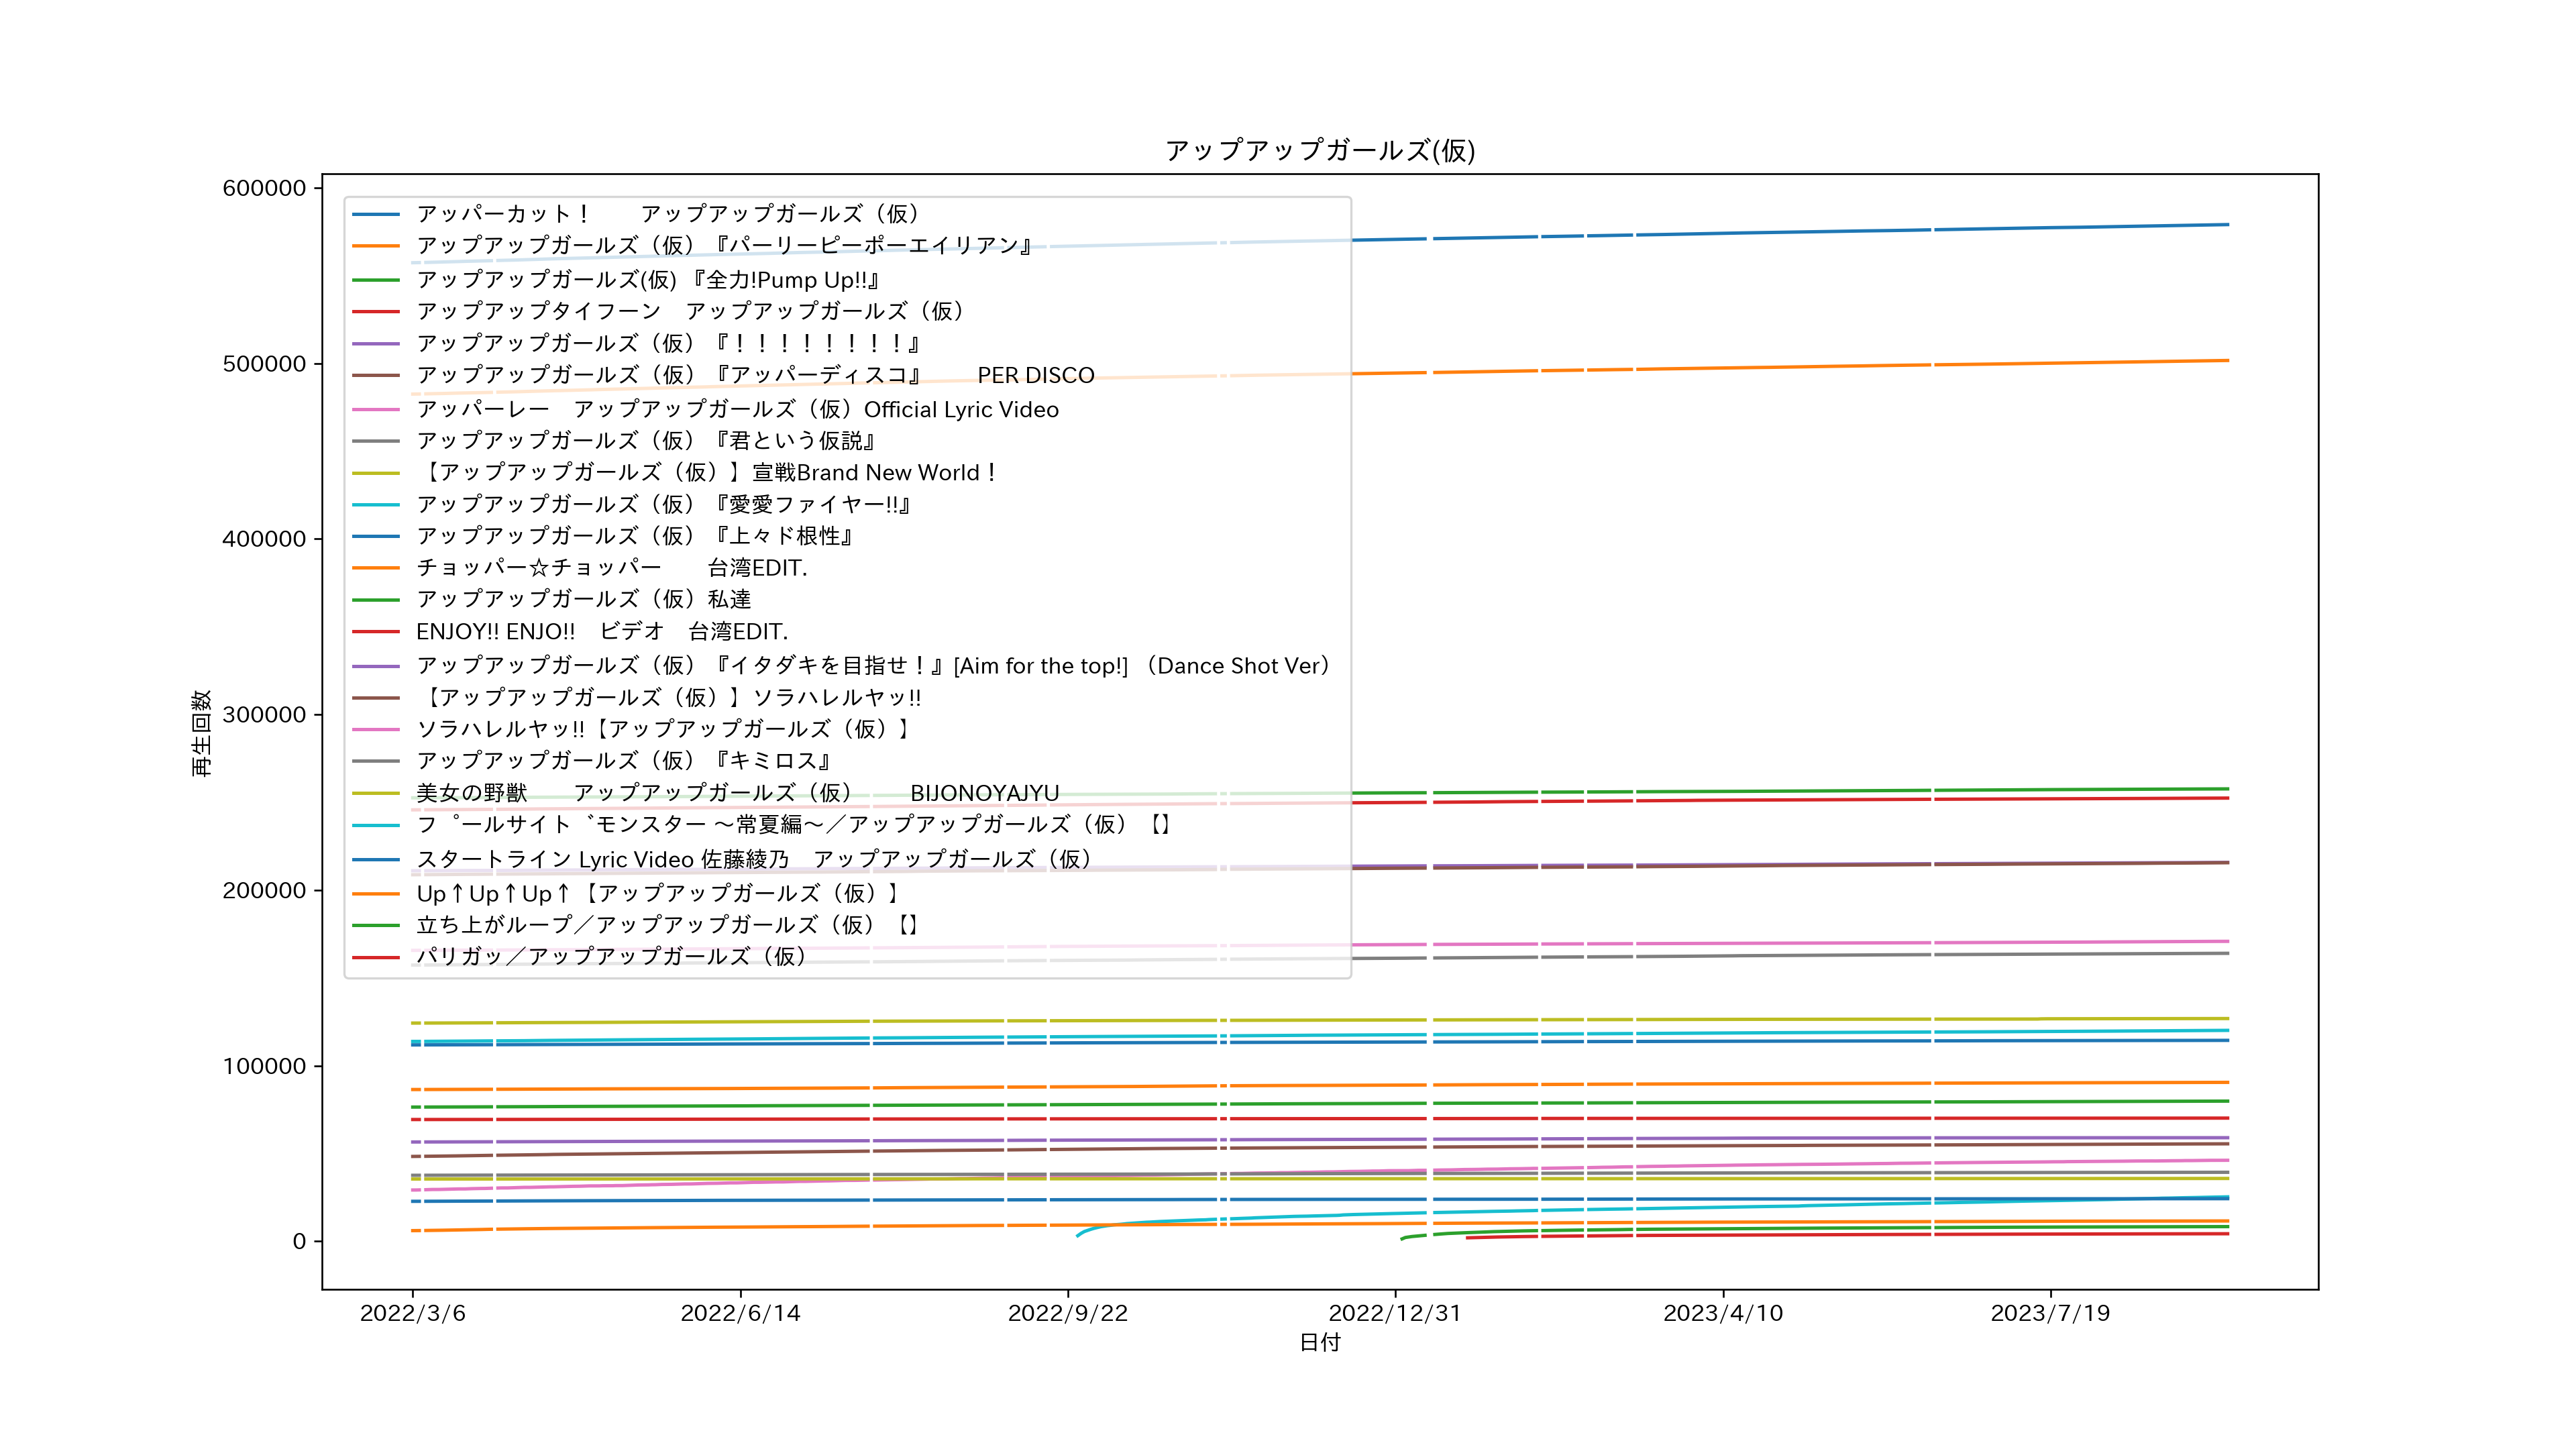 アップアップガールズ(仮)
600000
500000
400000
300000
200000
100000
0
再生回数
アッパーカット！　　アップアップガールズ（仮）
アップアップガールズ（仮）『パーリーピーポーエイリアン』
アップアップガールズ(仮) 『全力!Pump Up!!』
アップアップタイフーン　アップアップガールズ（仮）
アップアップガールズ（仮）『！！！！！！！！』
アップアップガールズ（仮）『アッパーディスコ』　　PER DISCO
アッパーレー　アップアップガールズ（仮）Official Lyric Video
アップアップガールズ（仮）『君という仮説』
【アップアップガールズ（仮）】宣戦Brand New World！
アップアップガールズ（仮）『愛愛ファイヤー!!』
アップアップガールズ（仮）『上々ド根性』
チョッパー☆チョッパー　　台湾EDIT.
アップアップガールズ（仮）私達
ENJOY!! ENJO!!　ビデオ　台湾EDIT.
アップアップガールズ（仮）『イタダキを目指せ！』[Aim for the top!] （Dance Shot Ver）
【アップアップガールズ（仮）】ソラハレルヤッ!!
ソラハレルヤッ!!【アップアップガールズ（仮）】
アップアップガールズ（仮）『キミロス』
美女の野獣　　アップアップガールズ（仮）　　BIJONOYAJYU
プールサイドモンスター 〜常夏編〜／アップアップガールズ（仮）【】
スタートライン Lyric Video 佐藤綾乃　アップアップガールズ（仮）
Up↑Up↑Up↑【アップアップガールズ（仮）】
立ち上がループ／アップアップガールズ（仮）【】
パリガッ／アップアップガールズ（仮）
2022/3/6
2022/6/14
2022/9/22
2022/12/31
2023/4/10
2023/7/19
日付